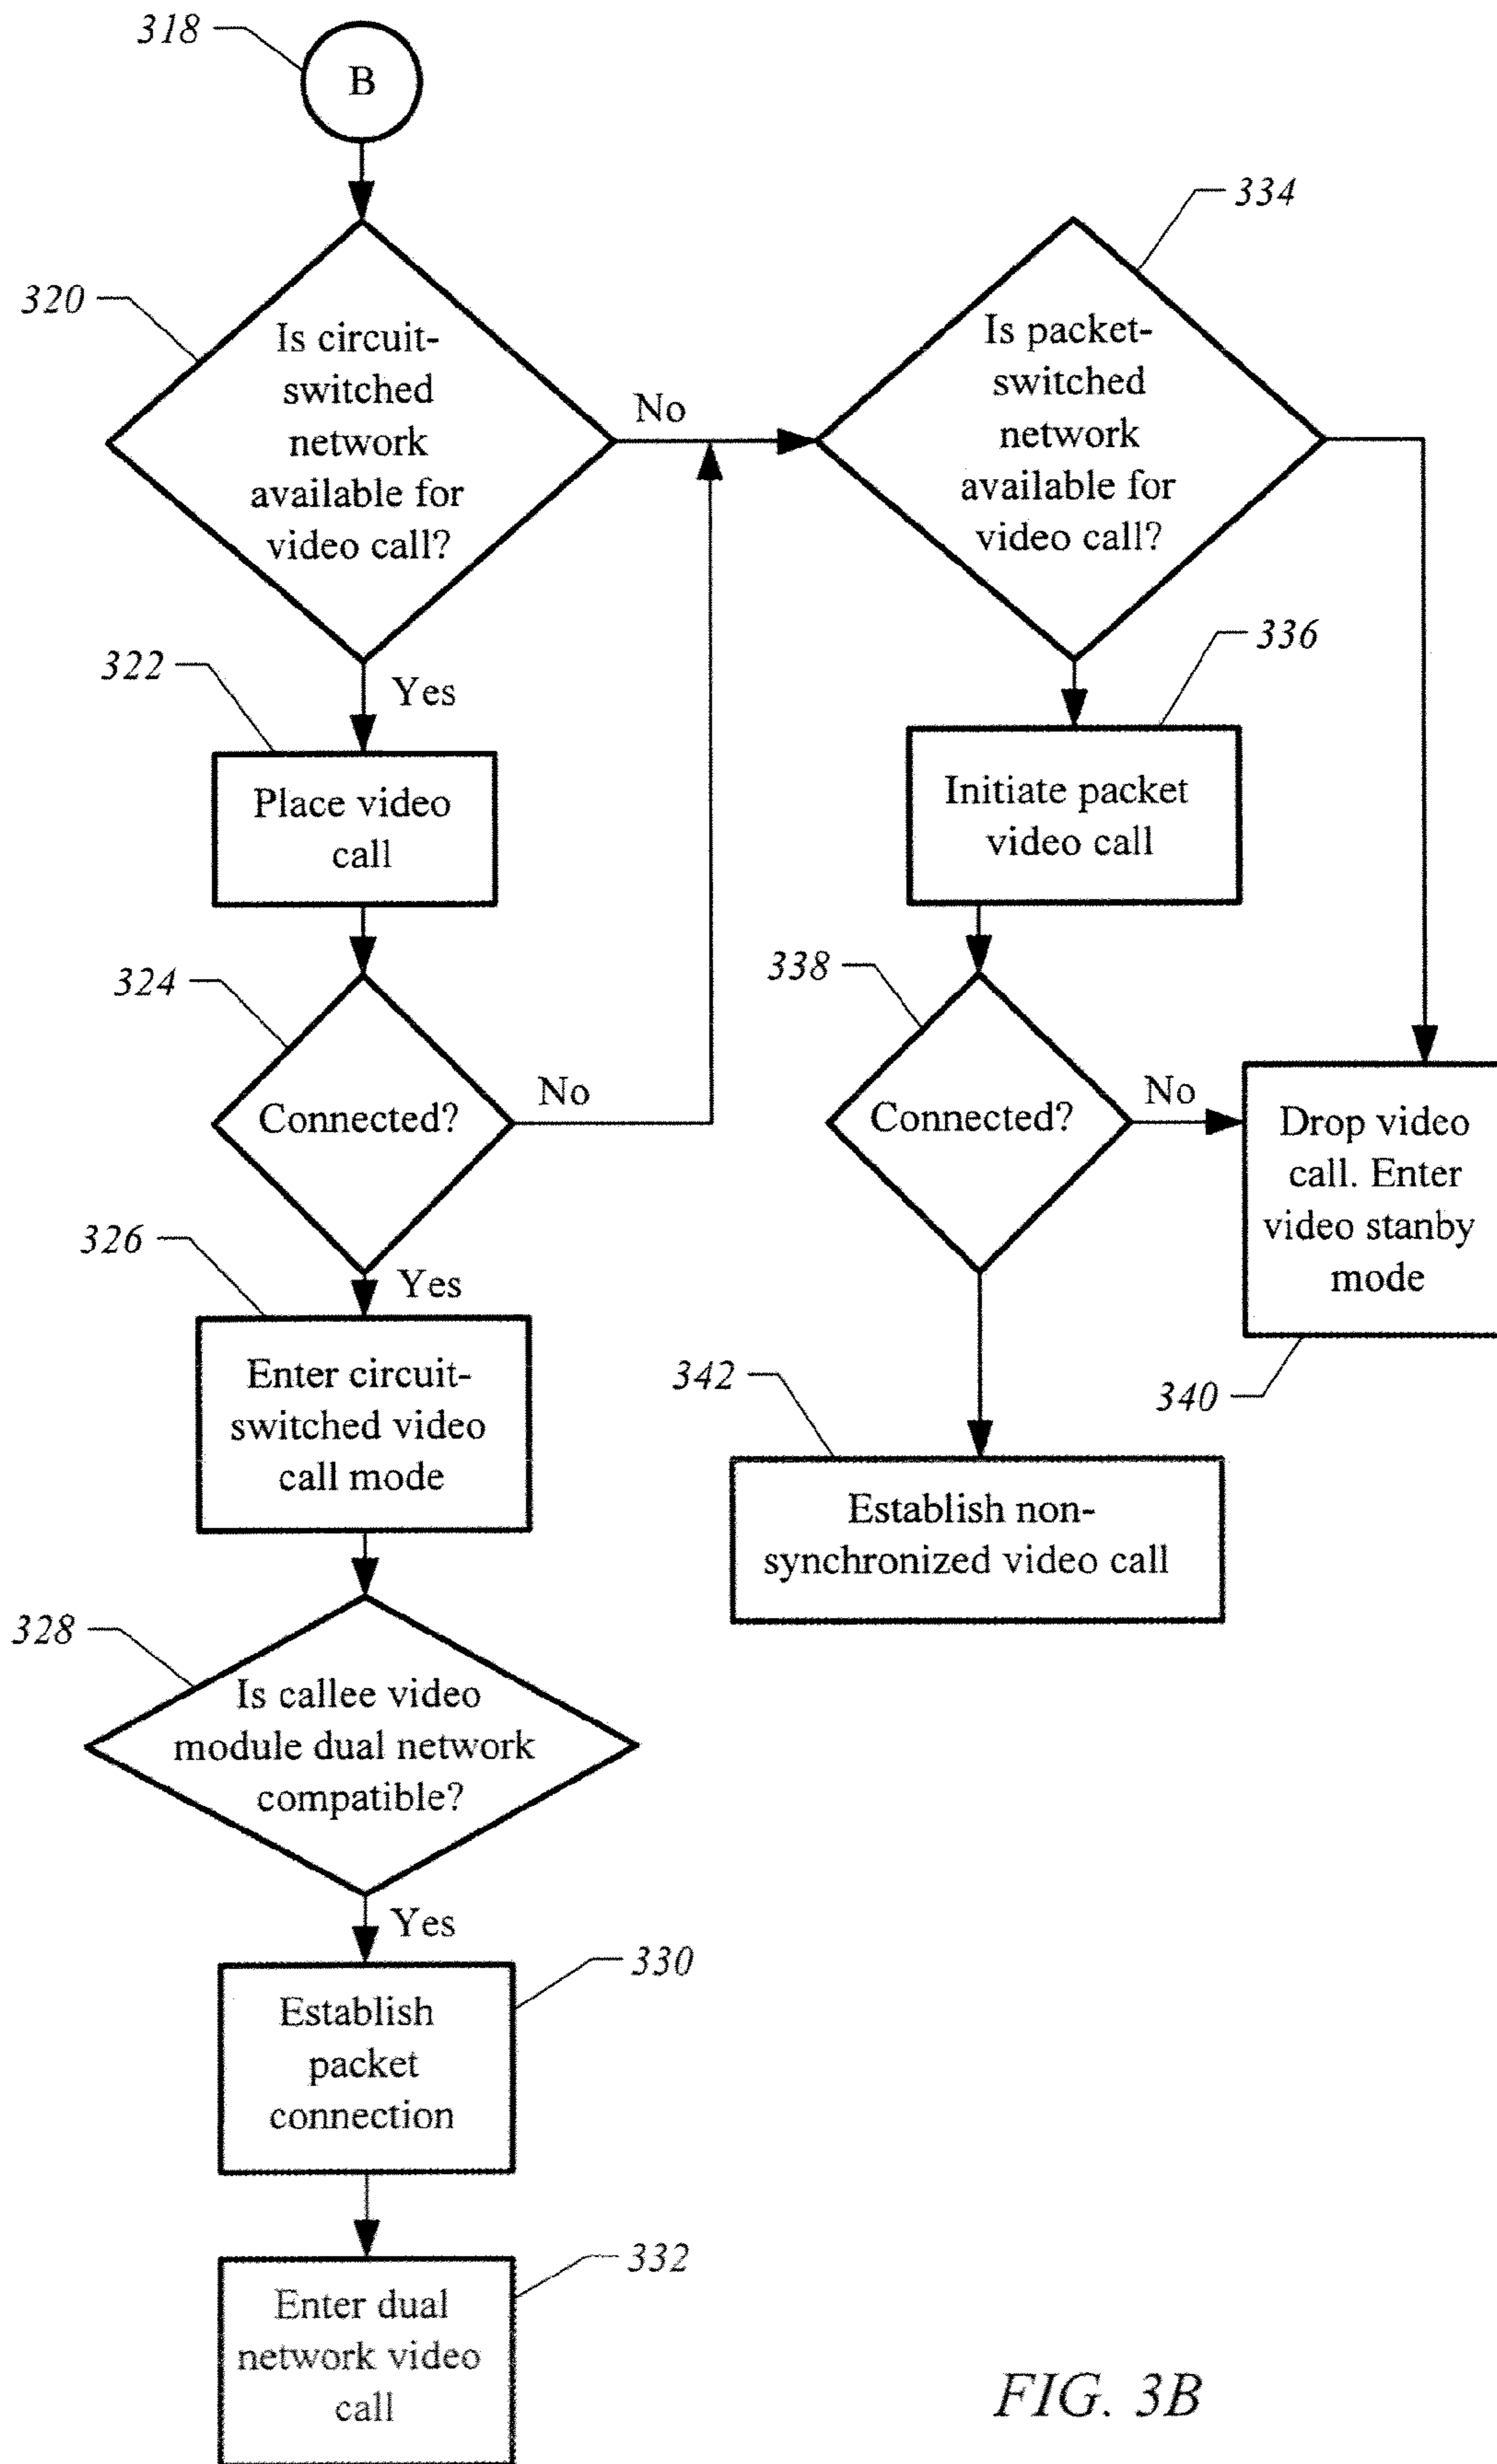 318
B
320
Is circuit-
switched
network
available for
video call?
No
334
Is packet-
switched
network
available for
video call?
322
Yes
Place video
call
336
Initiate packet
video call
324
Connected?
No
338
Connected?
No
Drop video
call. Enter
video stanby
mode
340
326
Yes
Enter circuit-
switched video
call mode
342
Establish non-
synchronized video call
328
Is callee video
module dual network
compatible?
Yes
330
Establish
packet
connection
332
Enter dual
network video
call
FIG. 3B